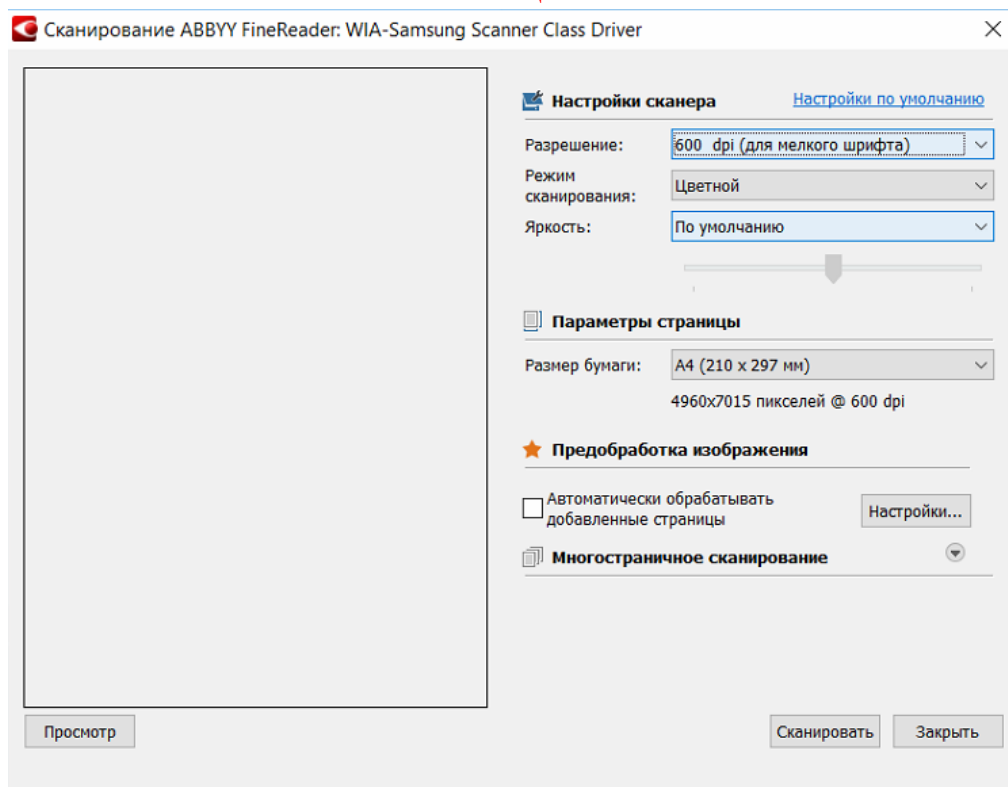 Сканирование ABBYY FineReader: WIA-Samsung Scanner Class Driver
Настройки сканера
Настройки по умолчанию
Разрешение:
600 dpi (для мелкого шрифта)
Режим
сканирования:
Цветной
Яркость:
По умолчанию
Параметры страницы
Размер бумаги:
A4 (210 x 297 мм)
4960x7015 пикселей @ 600 dpi
Предобработка изображения
Автоматически обрабатывать
добавленные страницы
Настройки...
Многостраничное сканирование
Просмотр
Сканировать
Закрыть